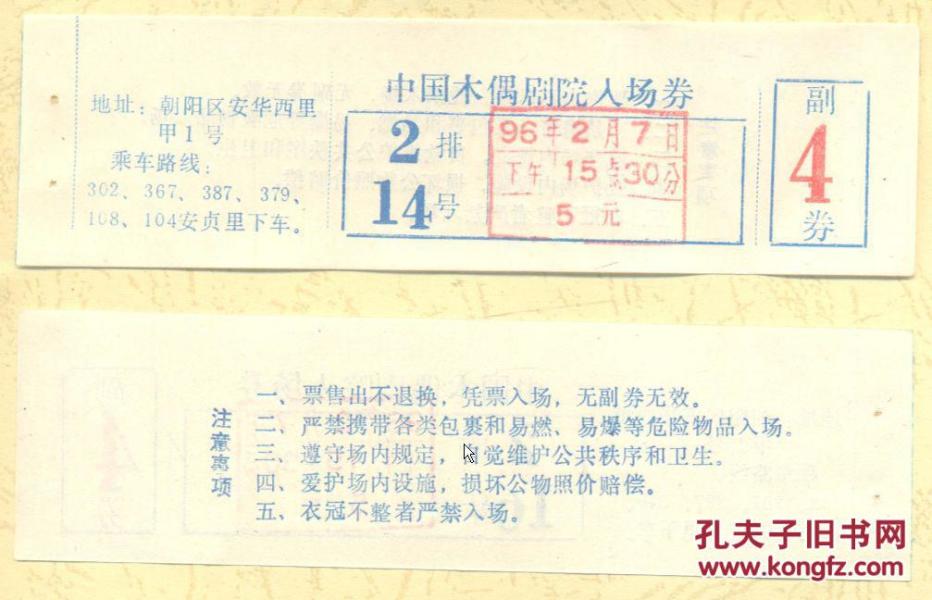 地址：朝阳区安华西里
甲1号
乘车路线：
302、367、387、379、
108、104安贞里下车。
中国木偶剧院入场券
2排
14号
96年2月7日
下午15点30分
5元
副
4
券
注意事项
一、票售出不退换，凭票入场，无副券无效。
二、严禁携带各类包裹和易燃、易爆等危险物品入场。
三、遵守场内规定，自觉维护公共秩序和卫生。
四、爱护场内设施，损坏公物照价赔偿。
五、衣冠不整者严禁入场。
孔夫子旧书网
www.kongfz.com